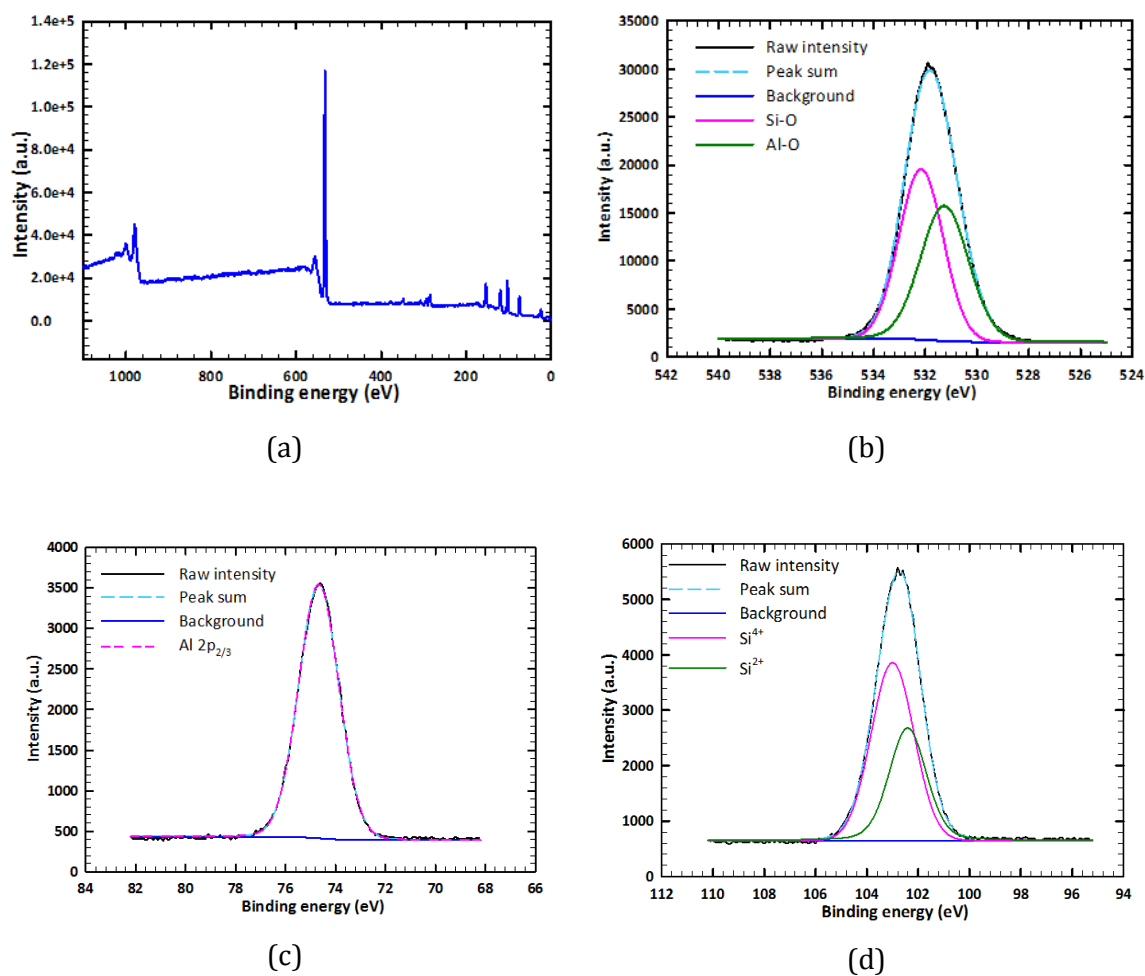 1.4e+5
1.2e+5
1.0e+5
8.0e+4
6.0e+4
4.0e+4
2.0e+4
0.0
Intensity (a.u.)
1000 800 600 400 200 0
Binding energy (eV)
(a)
35000
30000
25000
20000
15000
10000
5000
0
Intensity (a.u.)
Raw intensity
Peak sum
Background
Si-O
Al-O
542 540 538 536 534 532 530 528 526 524
Binding energy (eV)
(b)
4000
3500
3000
2500
2000
1500
1000
500
0
Intensity (a.u.)
Raw intensity
Peak sum
Background
Al 2p2/3
84 82 80 78 76 74 72 70 68 66
Binding energy (eV)
(c)
6000
5000
4000
3000
2000
1000
0
Intensity (a.u.)
Raw intensity
Peak sum
Background
Si4+
Si2+
112 110 108 106 104 102 100 98 96 94
Binding energy (eV)
(d)